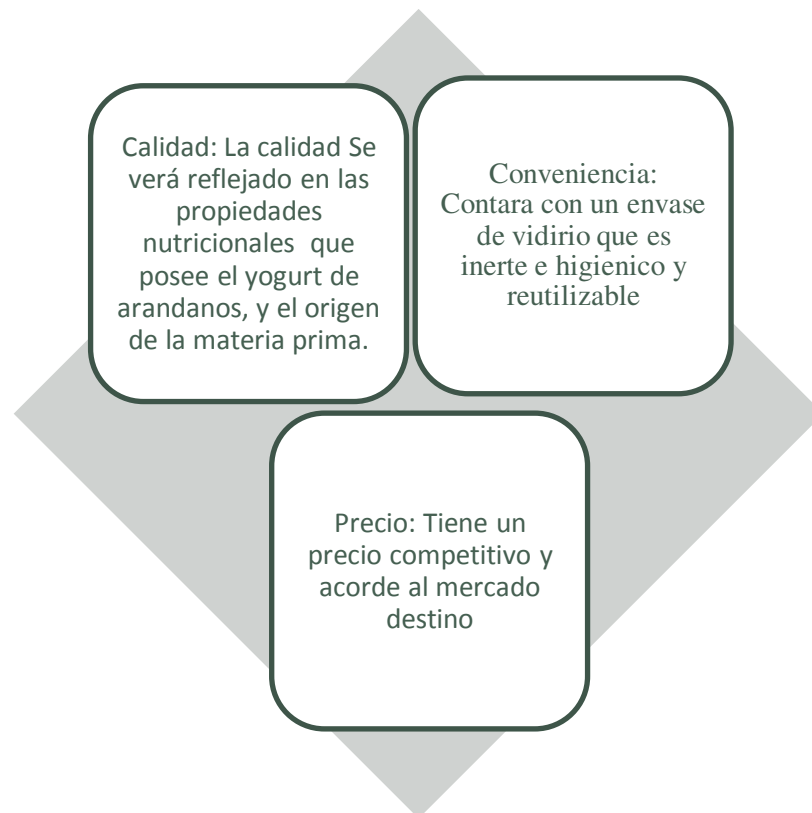 Calidad: La calidad Se
verá reflejado en las
propiedades
nutricionales  que
posee el yogurt de
arandanos, y el origen
de la materia prima.
Conveniencia:
Contara con un envase
de vidirio que es
inerte e higienico y
reutilizable
Precio: Tiene un
precio competitivo y
acorde al mercado
destino